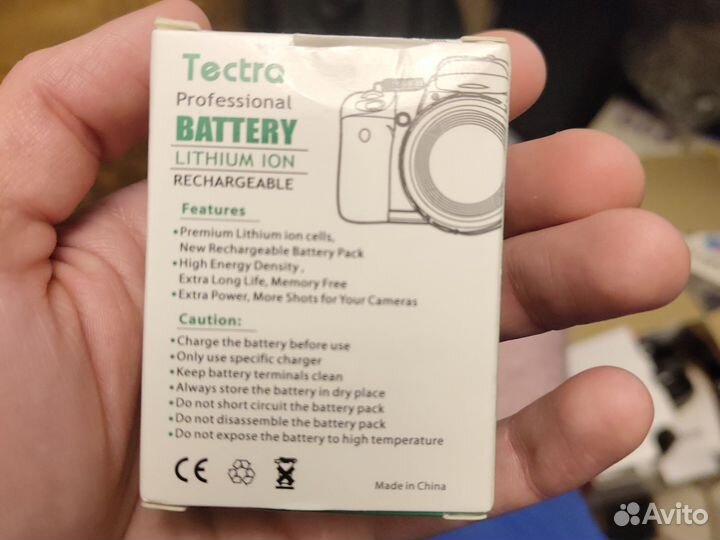 Tectra
Professional
BATTERY
LITHIUM ION
RECHARGEABLE
Features
•Premium Lithium ion cells,
New Rechargeable Battery Pack
•High Energy Density ,
Extra Long Life, Memory Free
•Extra Power, More Shots for Your Cameras
Caution:
•Charge the battery before use
•Only use specific charger
•Keep battery terminals clean
•Always store the battery in dry place
•Do not short circuit the battery pack
•Do not disassemble the battery pack
•Do not expose the battery to high temperature
CE
Made in China
Avito